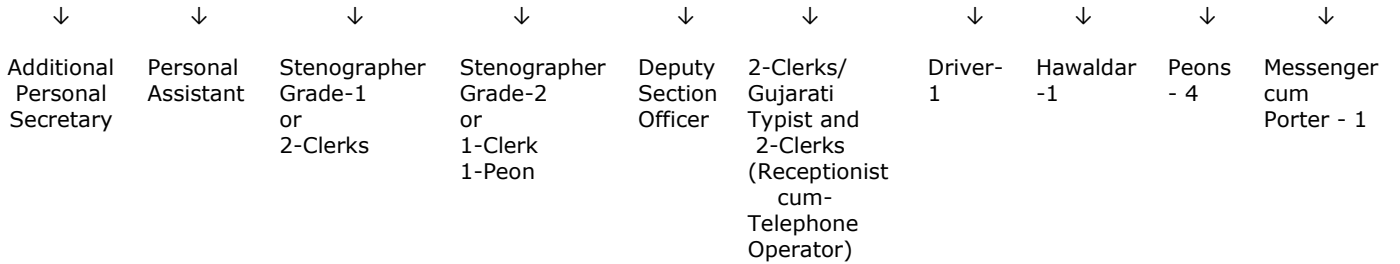 ↓ ↓ ↓ ↓ ↓ ↓ ↓ ↓ ↓ ↓
Additional
Personal
Secretary
Personal
Assistant
Stenographer
Grade-1
or
2-Clerks
Stenographer
Grade-2
or
1-Clerk
1-Peon
Deputy
Section
Officer
2-Clerks/
Gujarati
Typist and
2-Clerks
(Receptionist
cum-
Telephone
Operator)
Driver-
1
Hawaldar
-1
Peons
- 4
Messenger
cum
Porter - 1